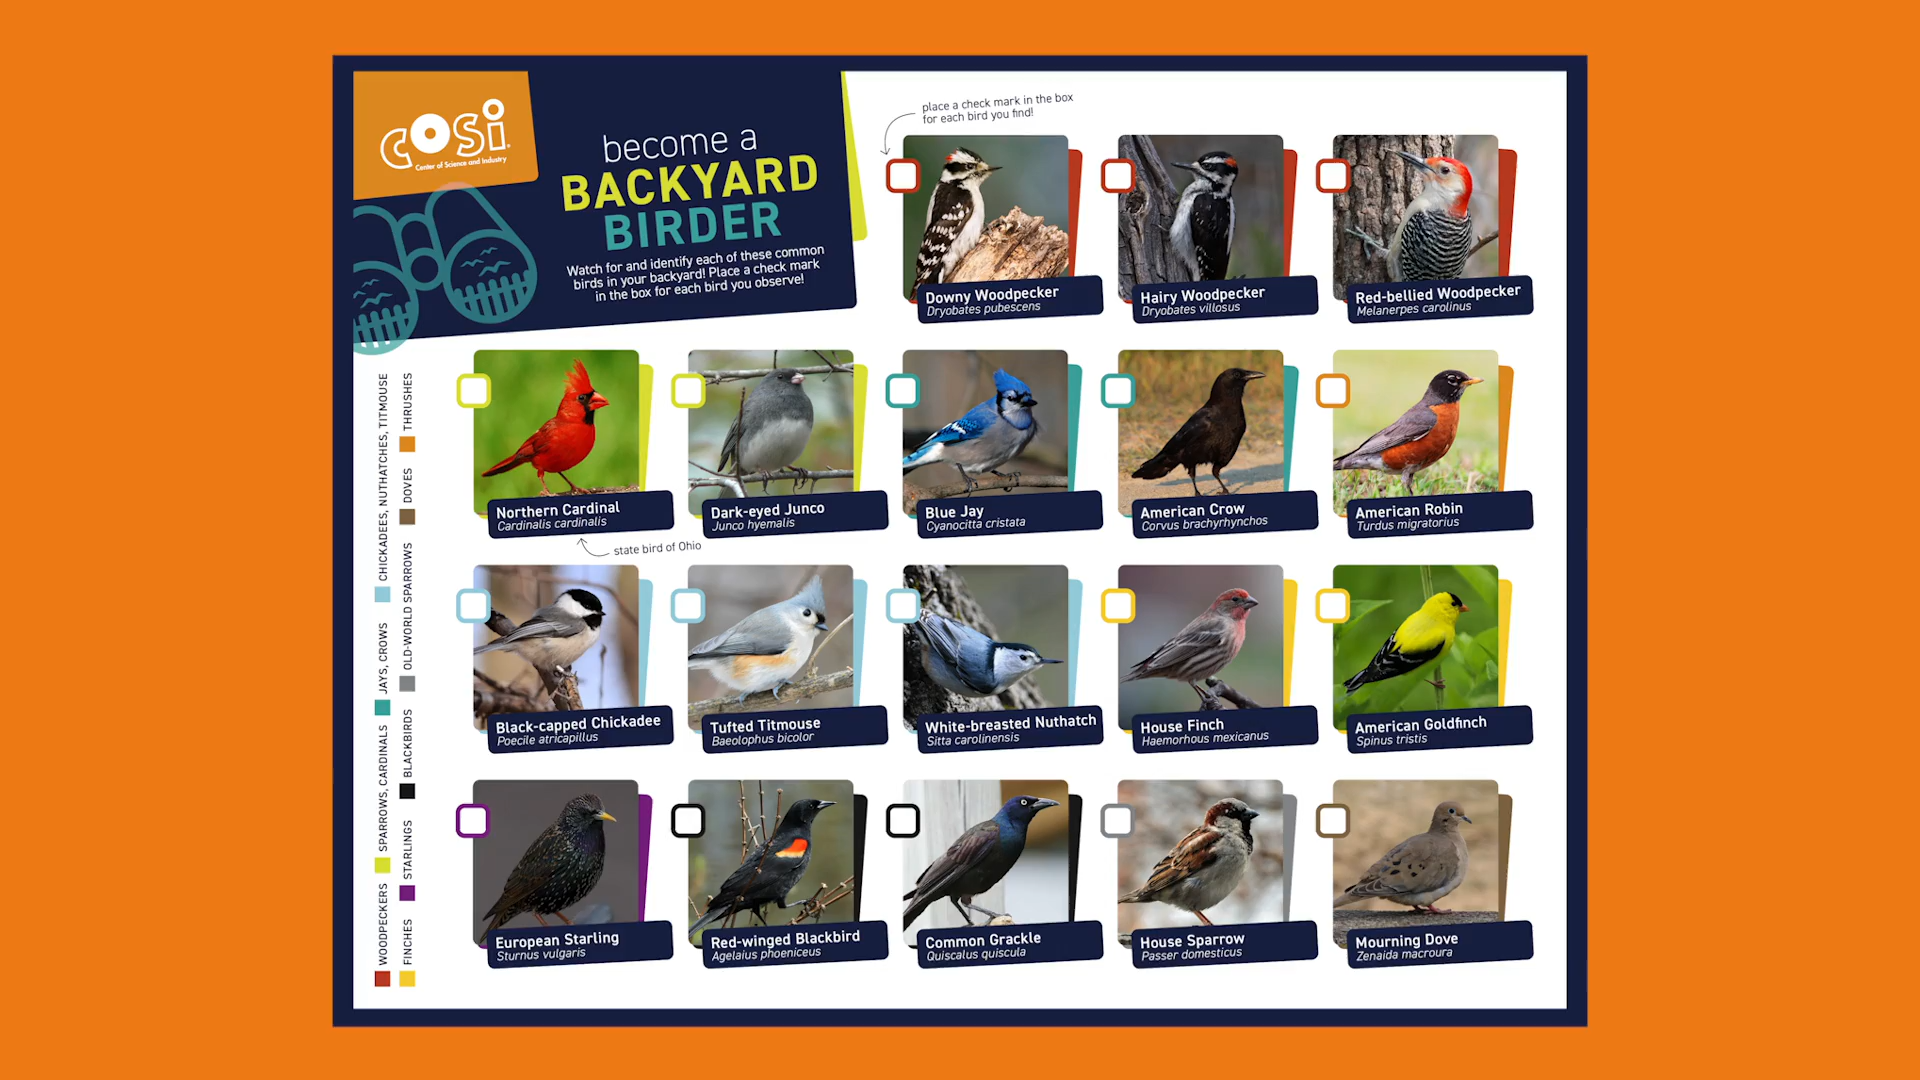 cosi
Center of Science and Industry
become a
BACKYARD
BIRDER
Watch for and identify each of these common
birds in your backyard! Place a check mark
in the box for each bird you observe!
place a check mark in the box
for each bird you find!
Downy Woodpecker
Dryobates pubescens
Hairy Woodpecker
Dryobates villosus
Red-bellied Woodpecker
Melanerpes carolinus
Northern Cardinal
Cardinalis cardinalis
state bird of Ohio
Dark-eyed Junco
Junco hyemalis
Blue Jay
Cyanocitta cristata
American Crow
Corvus brachyrhynchos
American Robin
Turdus migratorius
Black-capped Chickadee
Poecile atricapillus
Tufted Titmouse
Baeolophus bicolor
White-breasted Nuthatch
Sitta carolinensis
House Finch
Haemorhous mexicanus
American Goldfinch
Spinus tristis
European Starling
Sturnus vulgaris
Red-winged Blackbird
Agelaius phoeniceus
Common Grackle
Quiscalus quiscula
House Sparrow
Passer domesticus
Mourning Dove
Zenaida macroura
WOODPECKERS
SPARROWS, CARDINALS
JAYS, CROWS
CHICKADEES, NUTHATCHES, TITMOUSE
FINCHES
STARLINGS
BLACKBIRDS
OLD-WORLD SPARROWS
DOVES
THRUSHES